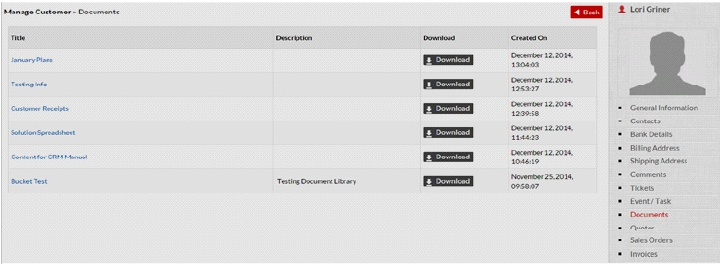 Manage Customer - Documents
Back
Title Description Download Created On
January Plans Download December 12, 2014,
13:04:03
Testing Info Download December 12, 2014,
12:53:27
Customer Receipts Download December 12, 2014,
12:39:58
Solution Spreadsheet Download December 12, 2014,
11:44:23
Content for CRM Manual Download December 12, 2014,
10:46:19
Bucket Test Testing Document Library Download November 25, 2014,
09:58:07
Lori Griner
General Information
Contacts
Bank Details
Billing Address
Shipping Address
Comments
Tickets
Event / Task
Documents
Quotes
Sales Orders
Invoices